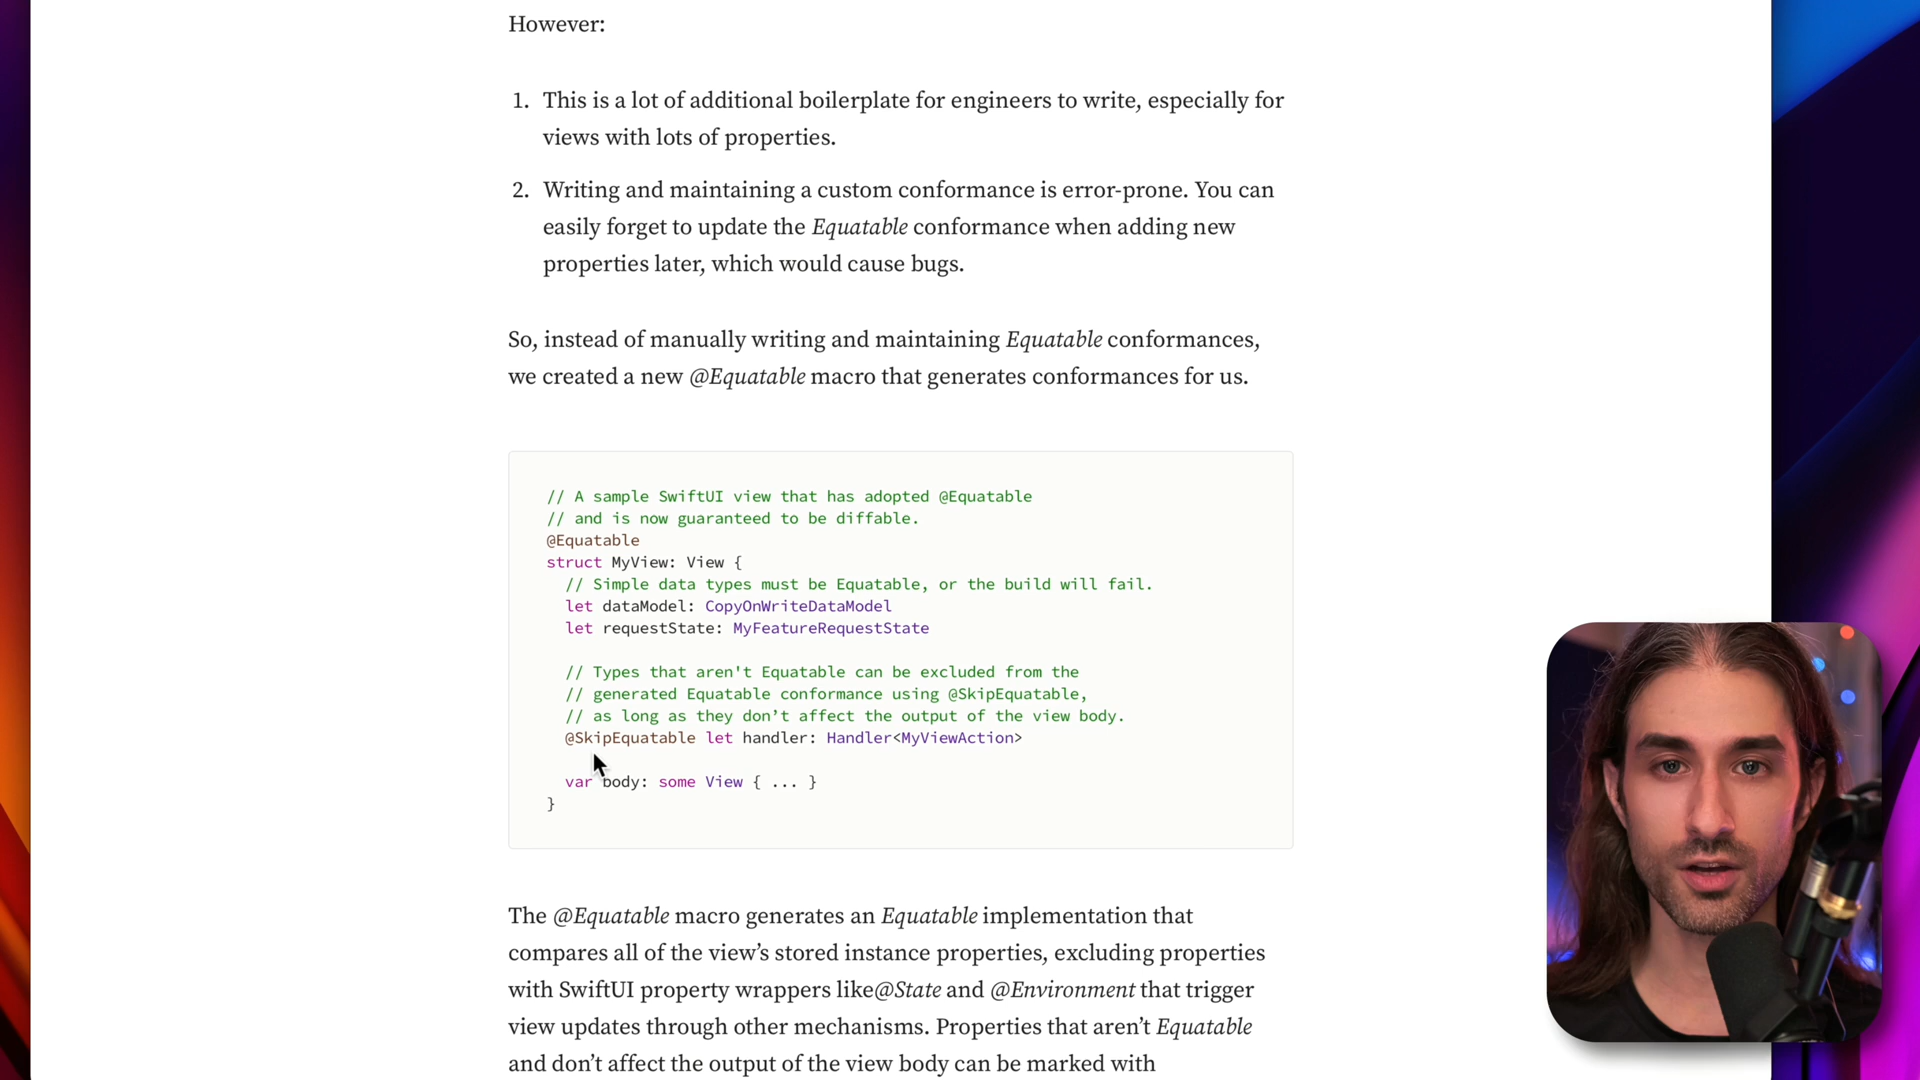 However:
1. This is a lot of additional boilerplate for engineers to write, especially for
views with lots of properties.
2. Writing and maintaining a custom conformance is error-prone. You can
easily forget to update the Equatable conformance when adding new
properties later, which would cause bugs.
So, instead of manually writing and maintaining Equatable conformances,
we created a new @Equatable macro that generates conformances for us.
// A sample SwiftUI view that has adopted @Equatable
// and is now guaranteed to be diffable.
@Equatable
struct MyView: View {
// Simple data types must be Equatable, or the build will fail.
let dataModel: CopyOnWriteDataModel
let requestState: MyFeatureRequestState
// Types that aren't Equatable can be excluded from the
// generated Equatable conformance using @SkipEquatable,
// as long as they don’t affect the output of the view body.
@SkipEquatable let handler: Handler<MyViewAction>
var body: some View { ... }
}
The @Equatable macro generates an Equatable implementation that
compares all of the view’s stored instance properties, excluding properties
with SwiftUI property wrappers like@State and @Environment that trigger
view updates through other mechanisms. Properties that aren’t Equatable
and don’t affect the output of the view body can be marked with